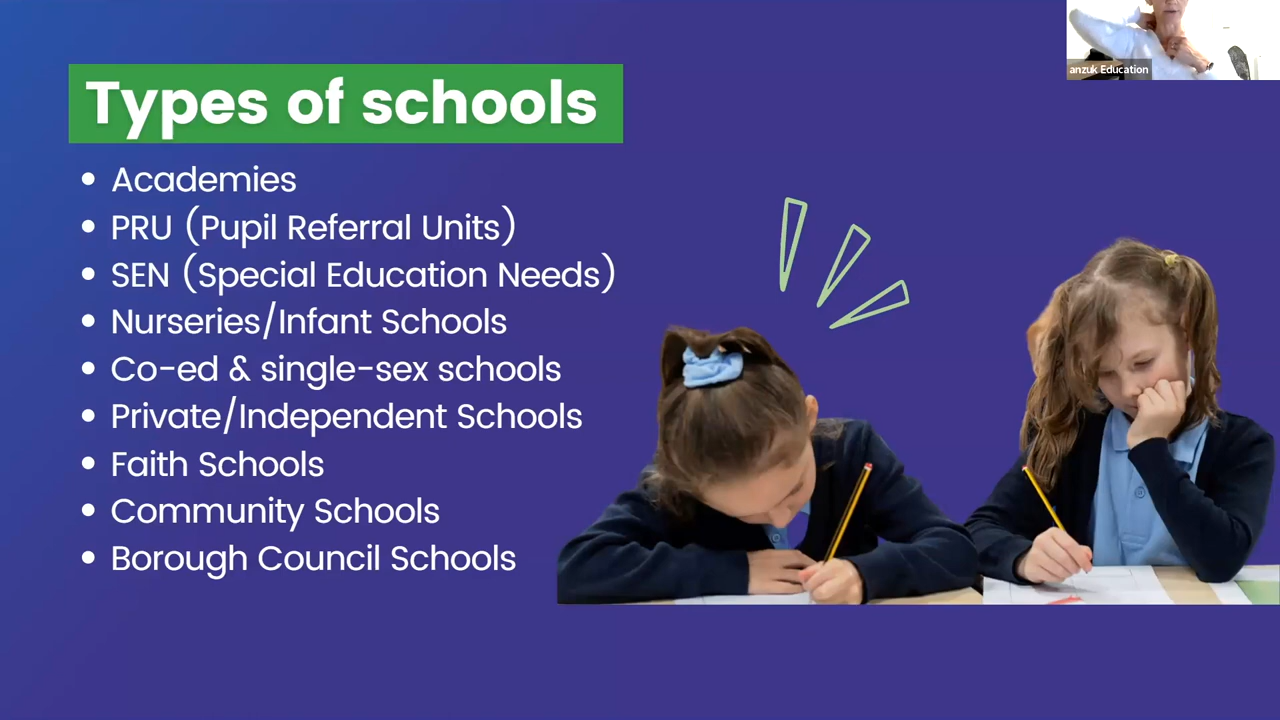 anzuk Education
Types of schools
• Academies
• PRU (Pupil Referral Units)
• SEN (Special Education Needs)
• Nurseries/Infant Schools
• Co-ed & single-sex schools
• Private/Independent Schools
• Faith Schools
• Community Schools
• Borough Council Schools